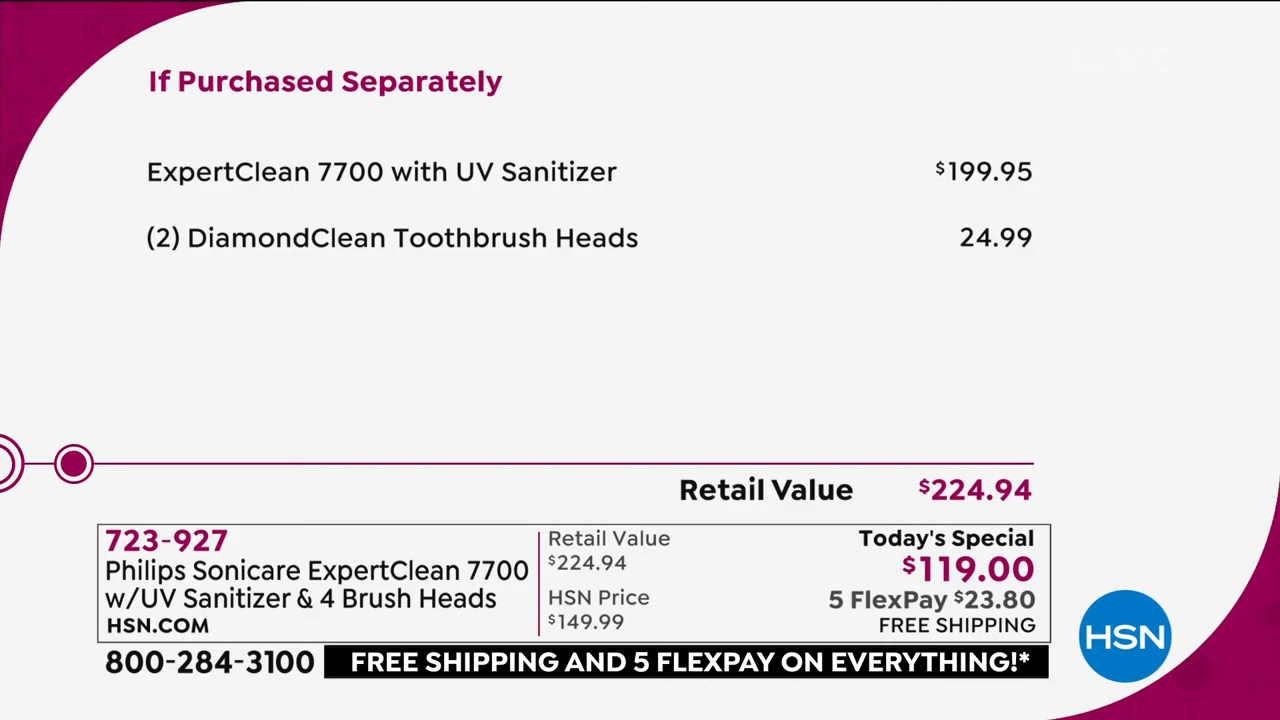 LIVE
If Purchased Separately
ExpertClean 7700 with UV Sanitizer $199.95
(2) DiamondClean Toothbrush Heads 24.99
Retail Value $224.94
723-927
Philips Sonicare ExpertClean 7700
w/UV Sanitizer & 4 Brush Heads
HSN.COM
Retail Value
$224.94
HSN Price
$149.99
Today's Special
$119.00
5 FlexPay $23.80
FREE SHIPPING
HSN
800-284-3100 FREE SHIPPING AND 5 FLEXPAY ON EVERYTHING!*